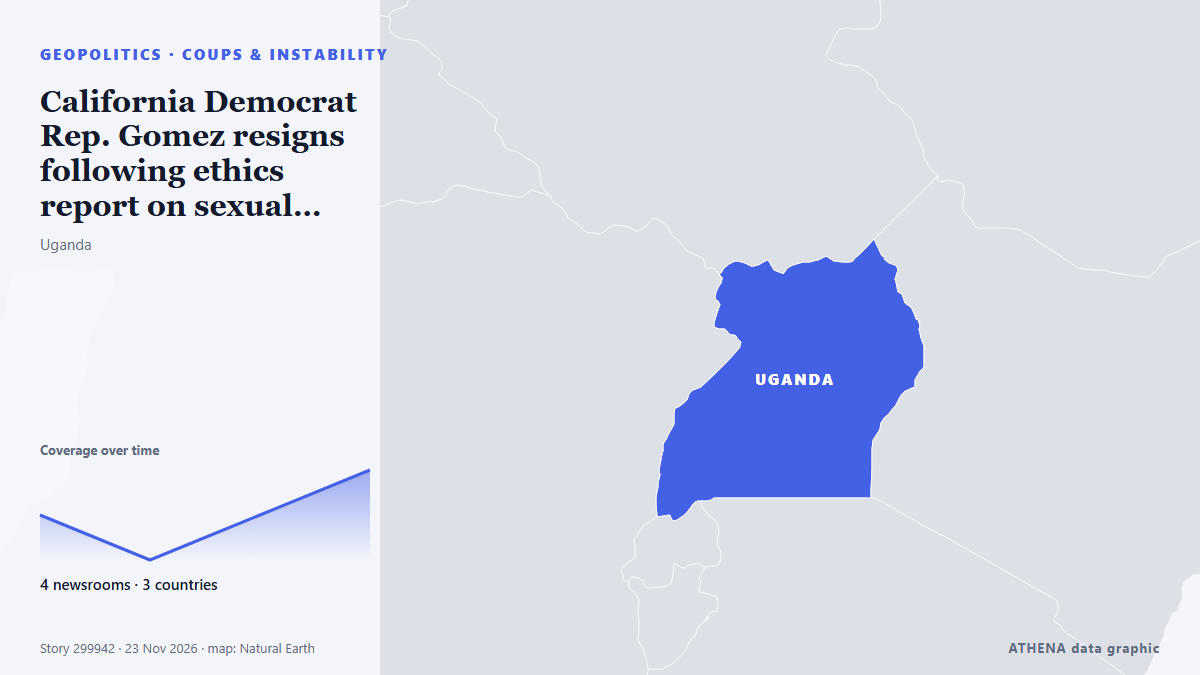 GEOPOLITICS · COUPS & INSTABILITY
California Democrat
Rep. Gomez resigns
following ethics
report on sexual...
Uganda
UGANDA
Coverage over time
4 newsrooms · 3 countries
Story 299942 · 23 Nov 2026 · map: Natural Earth
ATHENA data graphic